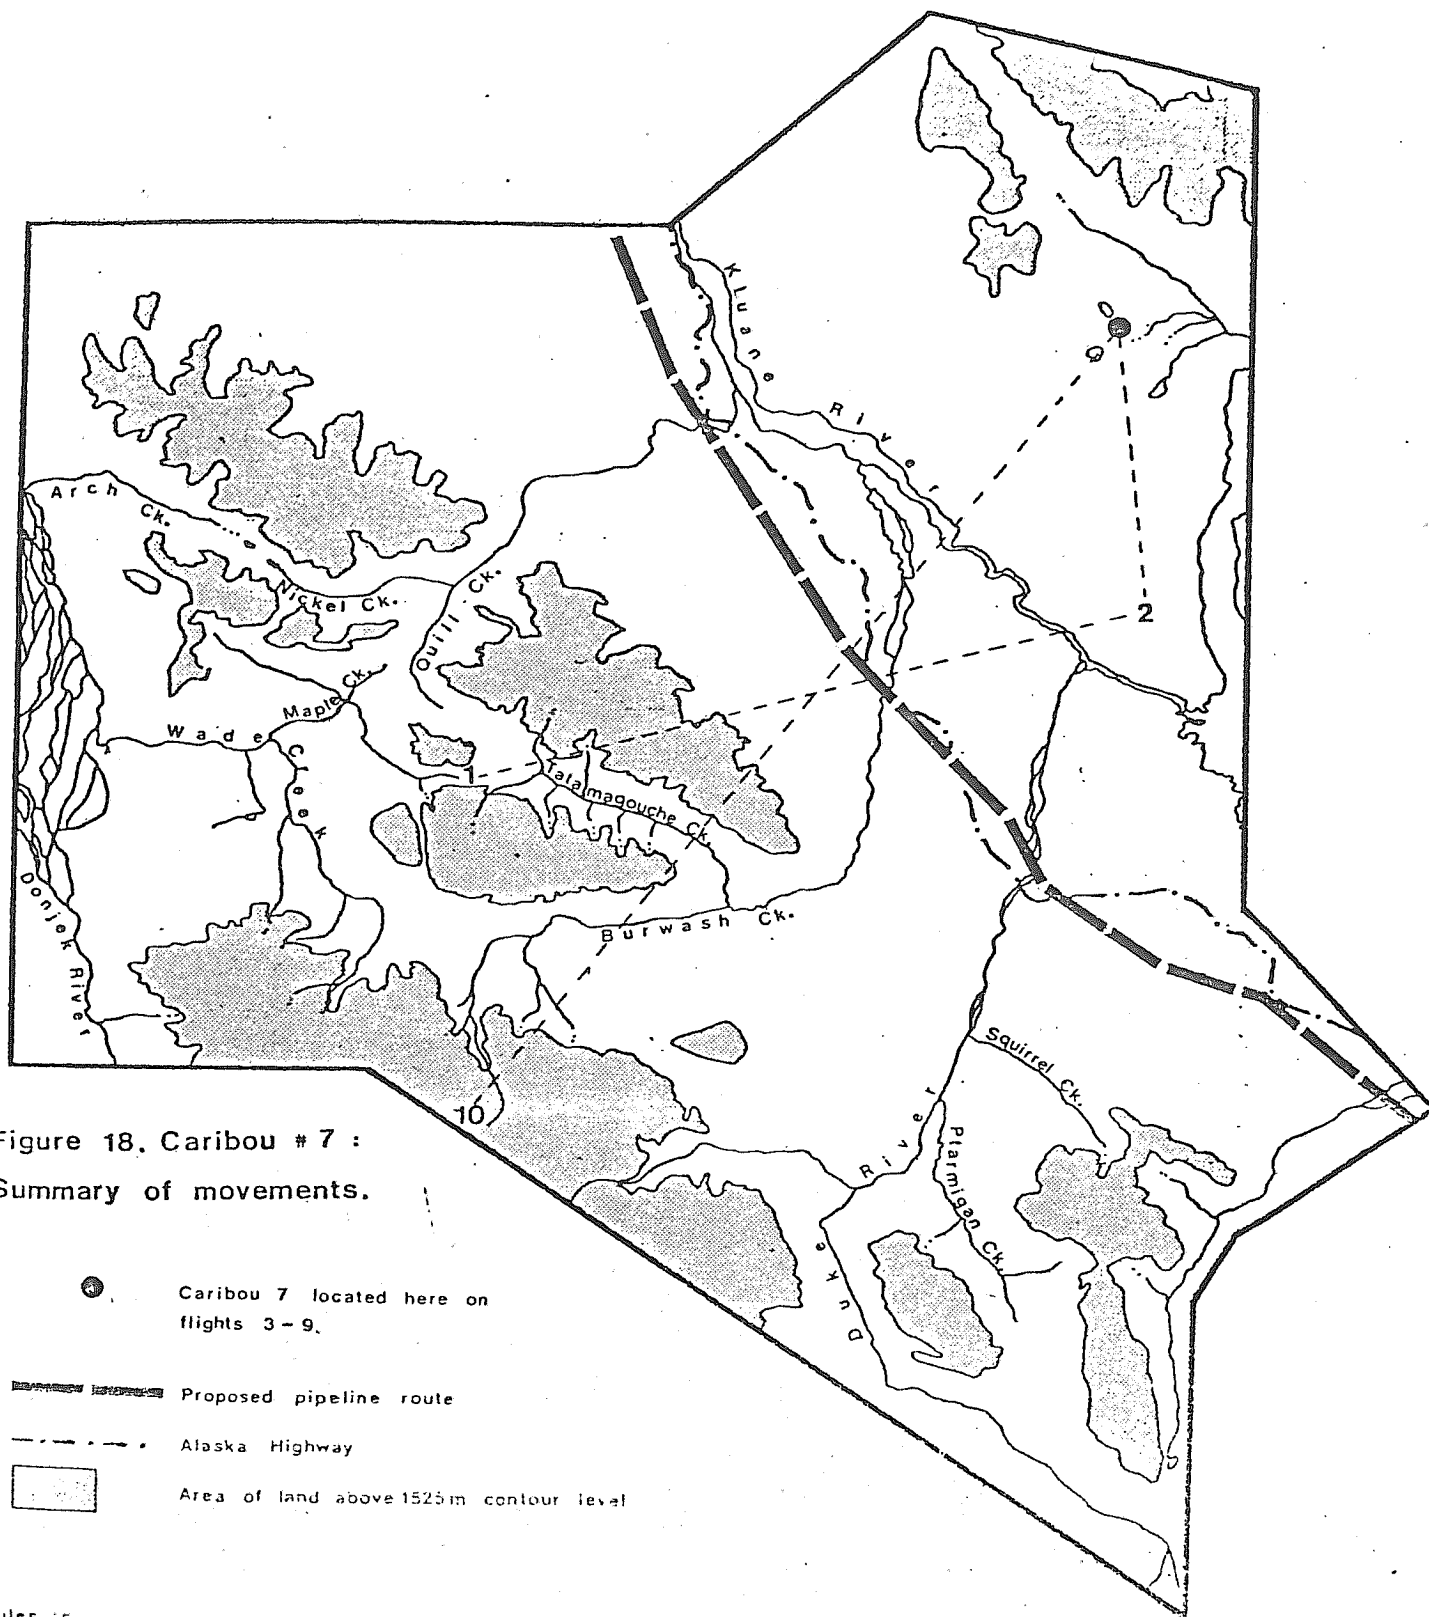 Kluane
River
Arch
Ck.
Nickel Ck.
Quill Ck.
2
Maple Ck.
Wade
Creek
1
Tatamagouche Ck.
Donjek River
Burwash Ck.
Squirrel Ck.
10
Ptarmigan Ck.
River
Duke
Figure 18. Caribou # 7 :
Summary of movements.
Caribou 7 located here on
flights 3 - 9.
Proposed pipeline route
Alaska Highway
Area of land above 1525m contour level